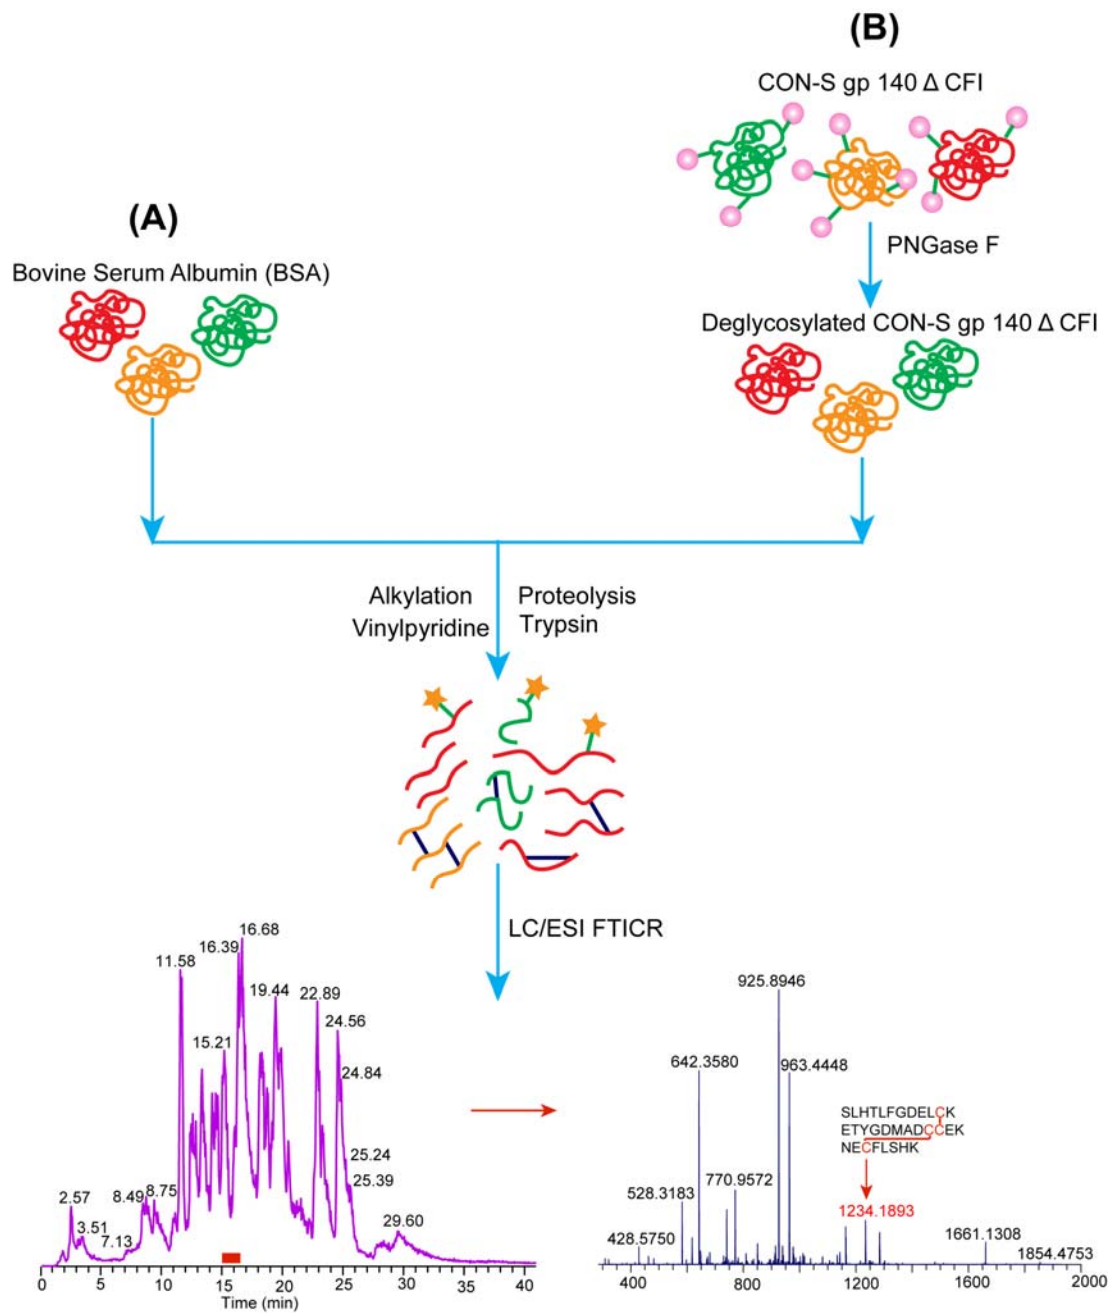 (B)
CON-S gp 140 Δ CFI
PNGase F
Deglycosylated CON-S gp 140 Δ CFI
(A)
Bovine Serum Albumin (BSA)
Alkylation
Vinylpyridine
Proteolysis
Trypsin
LC/ESI FTICR
16.68
16.39
11.58
19.44
22.89
24.56
15.21
24.84
25.24
25.39
2.57
8.49
8.75
3.51
7.13
29.60
0 5 10 15 20 25 30 35 40
Time (min)
925.8946
642.3580
963.4448
SLHTLFGDELCK
ETYGDMADCCEK
NECFLSHK
770.9572
528.3183
1234.1893
428.5750
1661.1308
1854.4753
400 800 1200 1600 2000